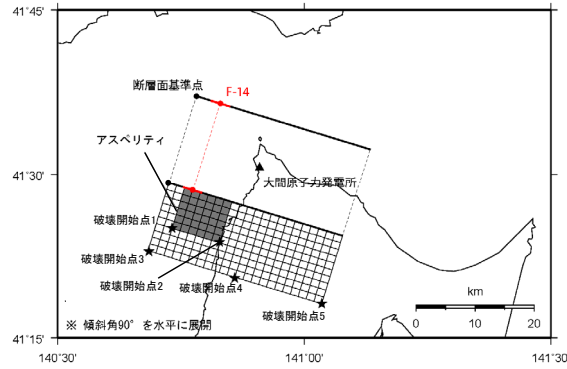 41°45'
断層面基準点
F-14
アスペリティ
41°30'
大間原子力発電所
破壊開始点1
破壊開始点3
破壊開始点2
破壊開始点4
破壊開始点5
km
0 10 20
※ 傾斜角90°を水平に展開
41°15'
140°30' 141°00' 141°30'